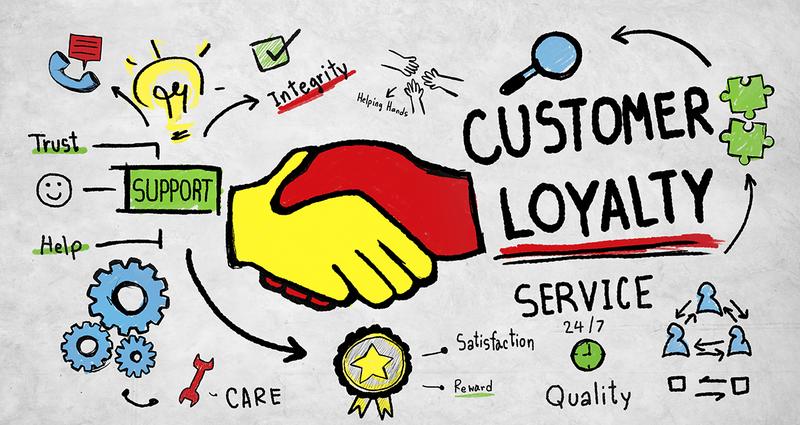 Integrity
Helping Hands
CUSTOMER
LOYALTY
Trust
SUPPORT
Help
SERVICE
24/7
Quality
Satisfaction
Reward
CARE